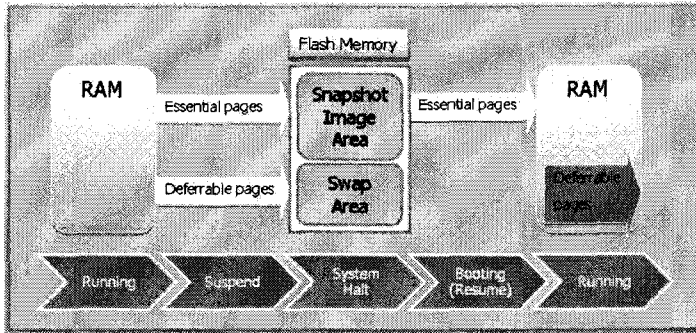 Flash Memory
RAM
Essential pages
Snapshot
Image
Area
Essential pages
RAM
Deferrable pages
Swap
Area
Deferrable
pages
Running
Suspend
System
Halt
Booting
(Resume)
Running